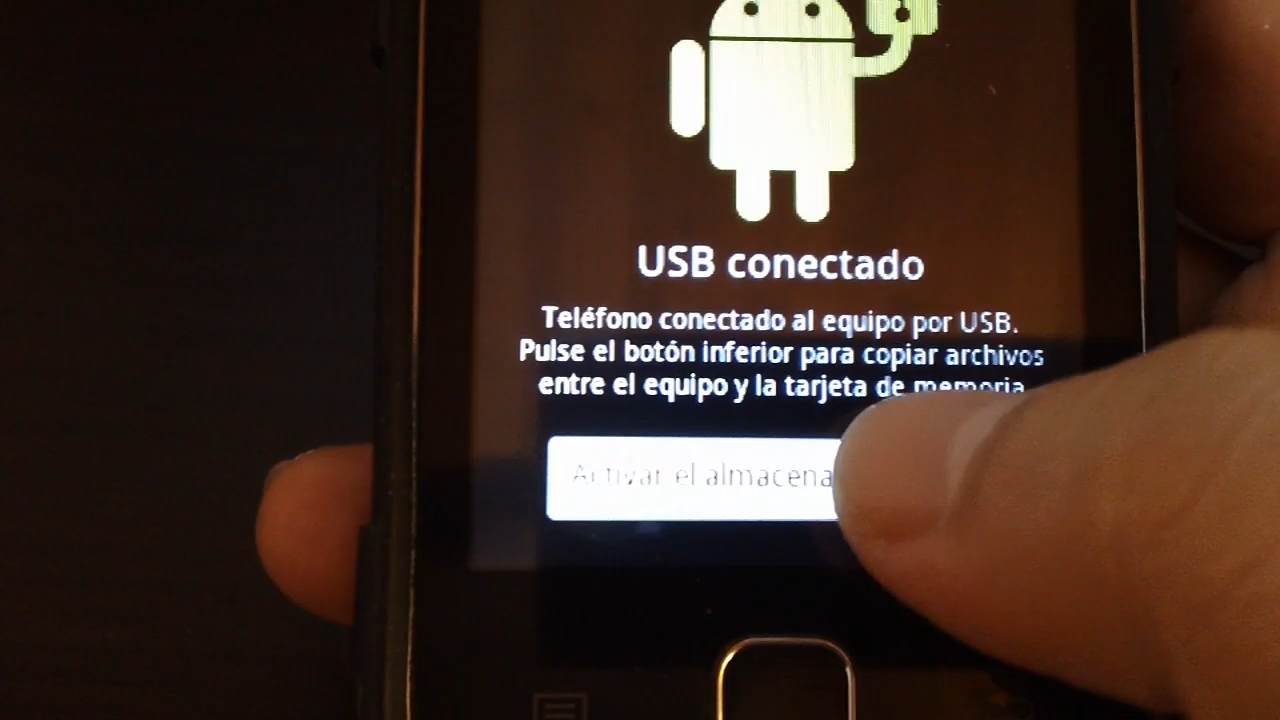 USB conectado
Teléfono conectado al equipo por USB.
Pulse el botón inferior para copiar archivos
entre el equipo y la tarjeta de memoria
Activar el almacena